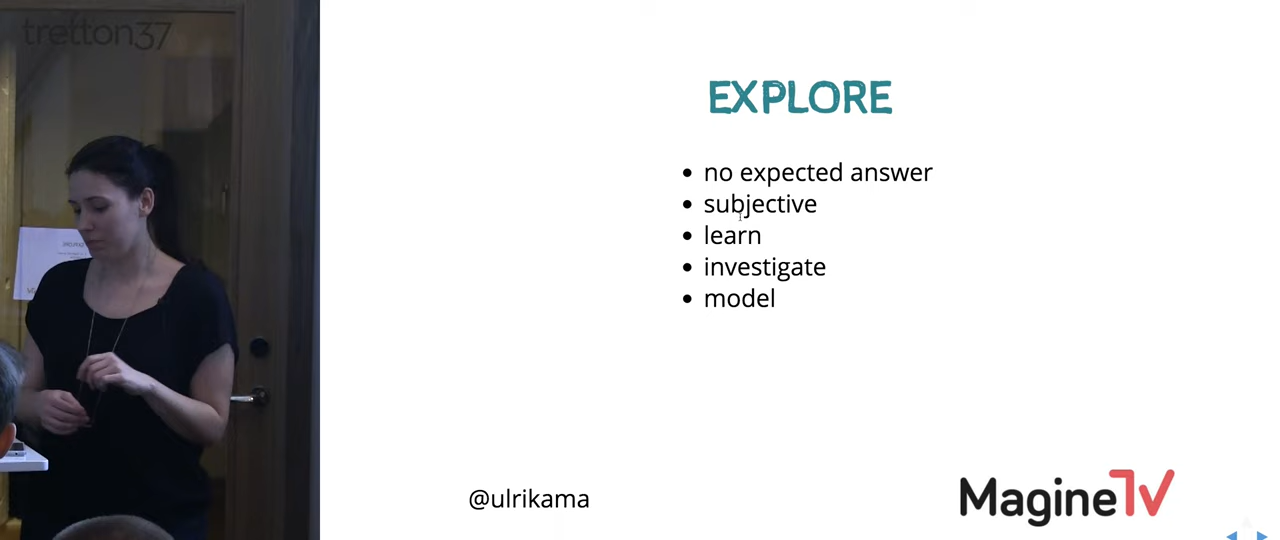 tretton37
EXPLORE
no expected answer
subjective
learn
investigate
model
@ulrikama
MagineTV